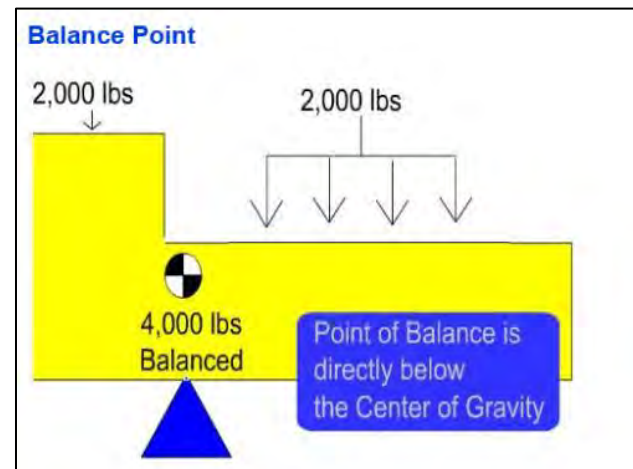 Balance Point
2,000 lbs
2,000 lbs
4,000 lbs
Balanced
Point of Balance is
directly below
the Center of Gravity